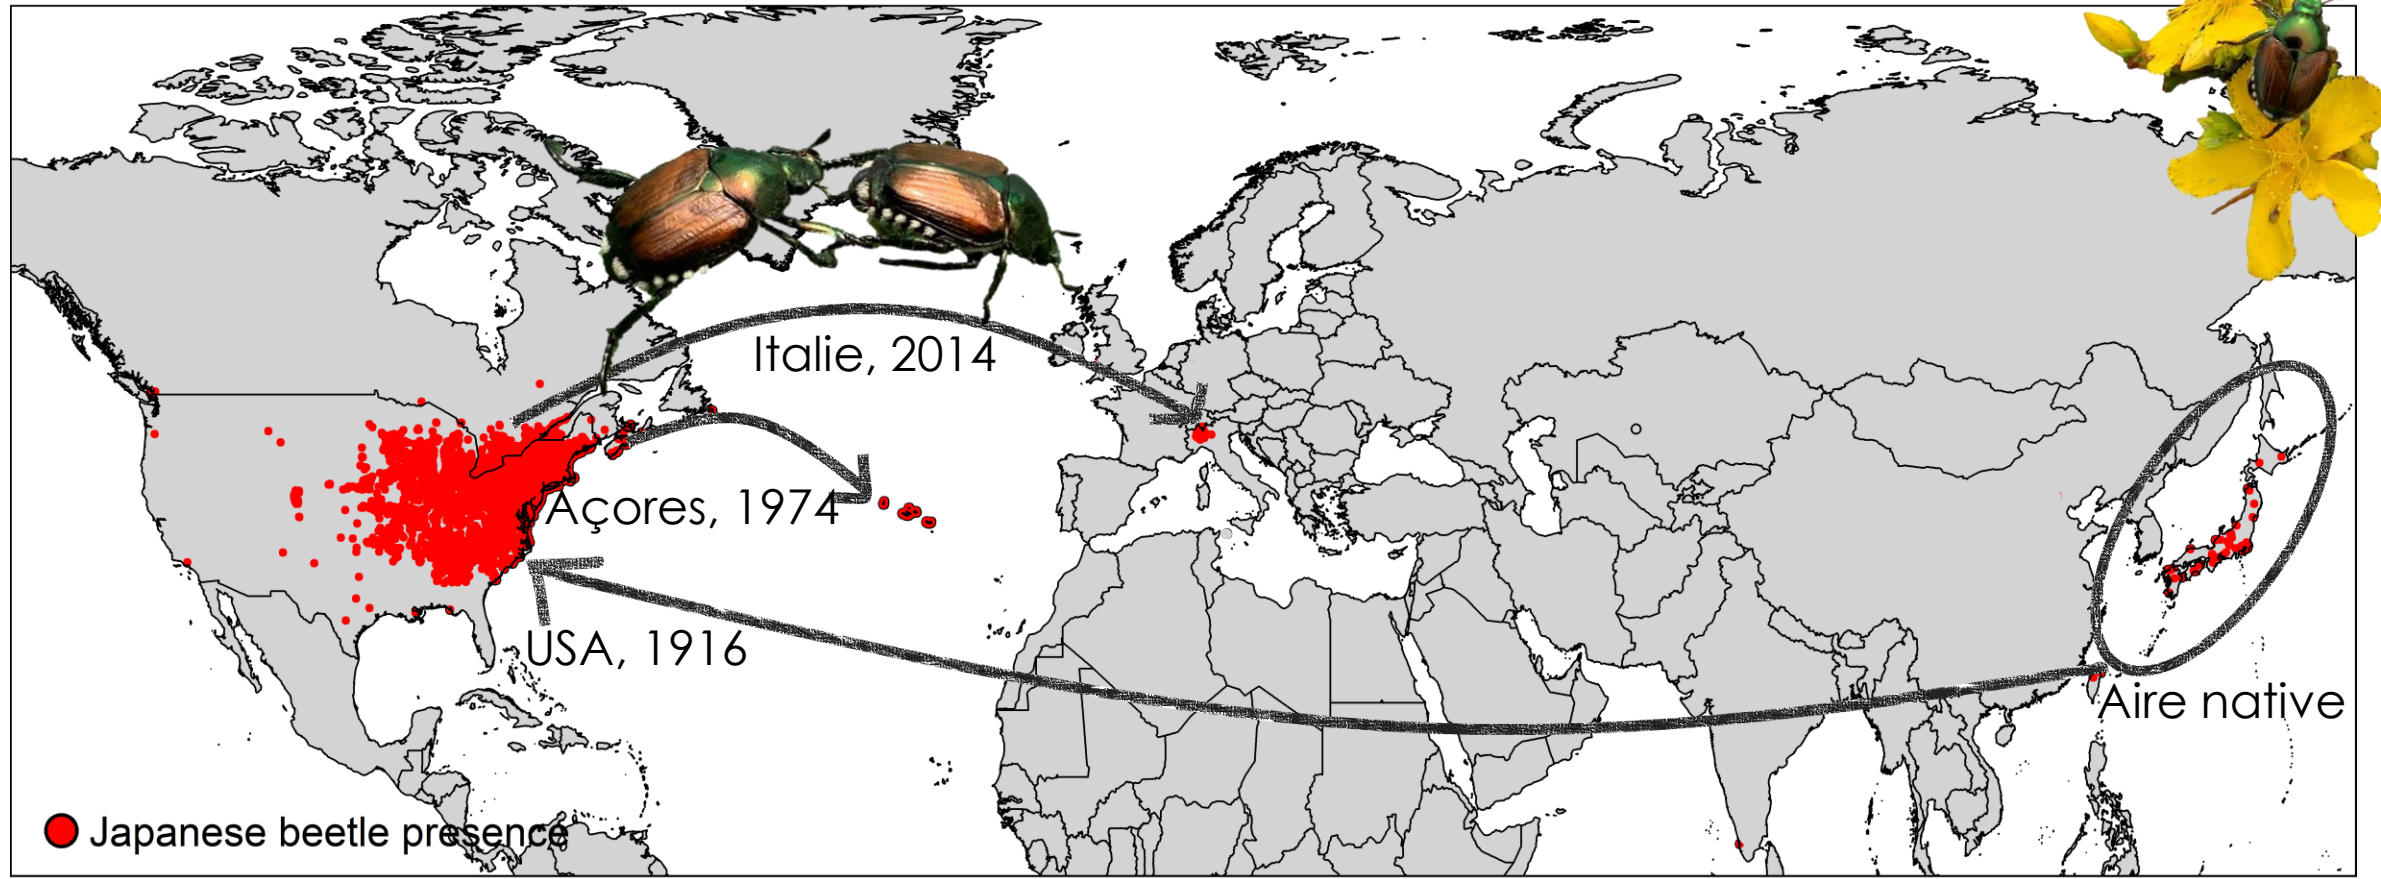 Italie, 2014
Açores, 1974
USA, 1916
Aire native
Japanese beetle presence